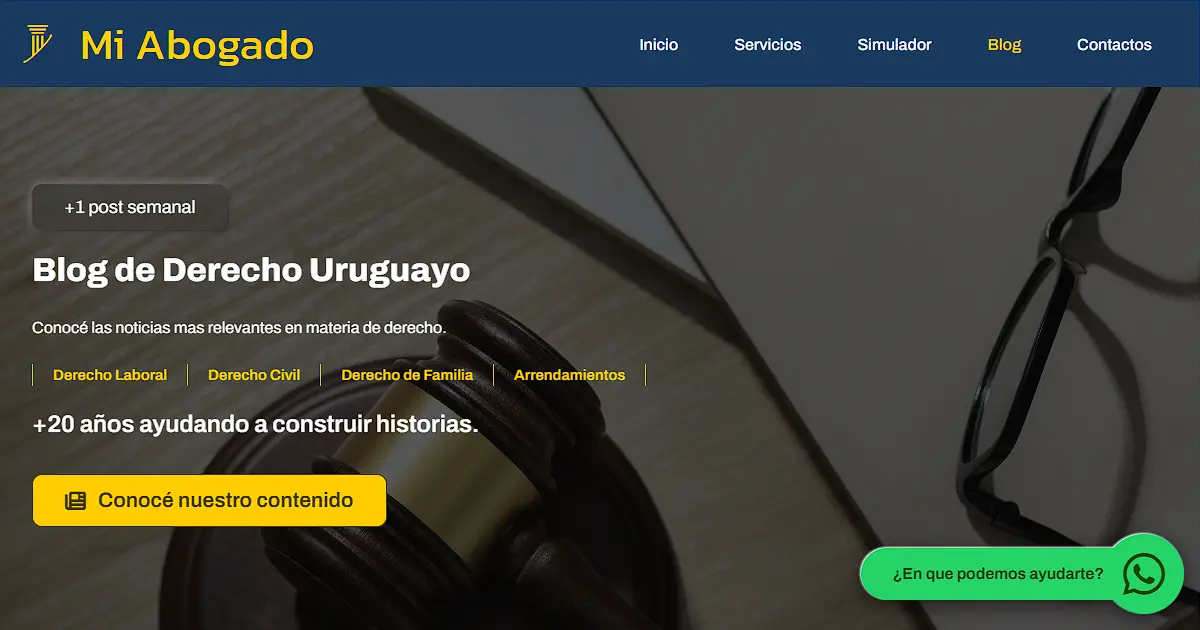 Mi Abogado
Inicio Servicios Simulador Blog Contactos
+1 post semanal
Blog de Derecho Uruguayo
Conocé las noticias mas relevantes en materia de derecho.
Derecho Laboral Derecho Civil Derecho de Familia Arrendamientos
+20 años ayudando a construir historias.
Conocé nuestro contenido
¿En que podemos ayudarte?